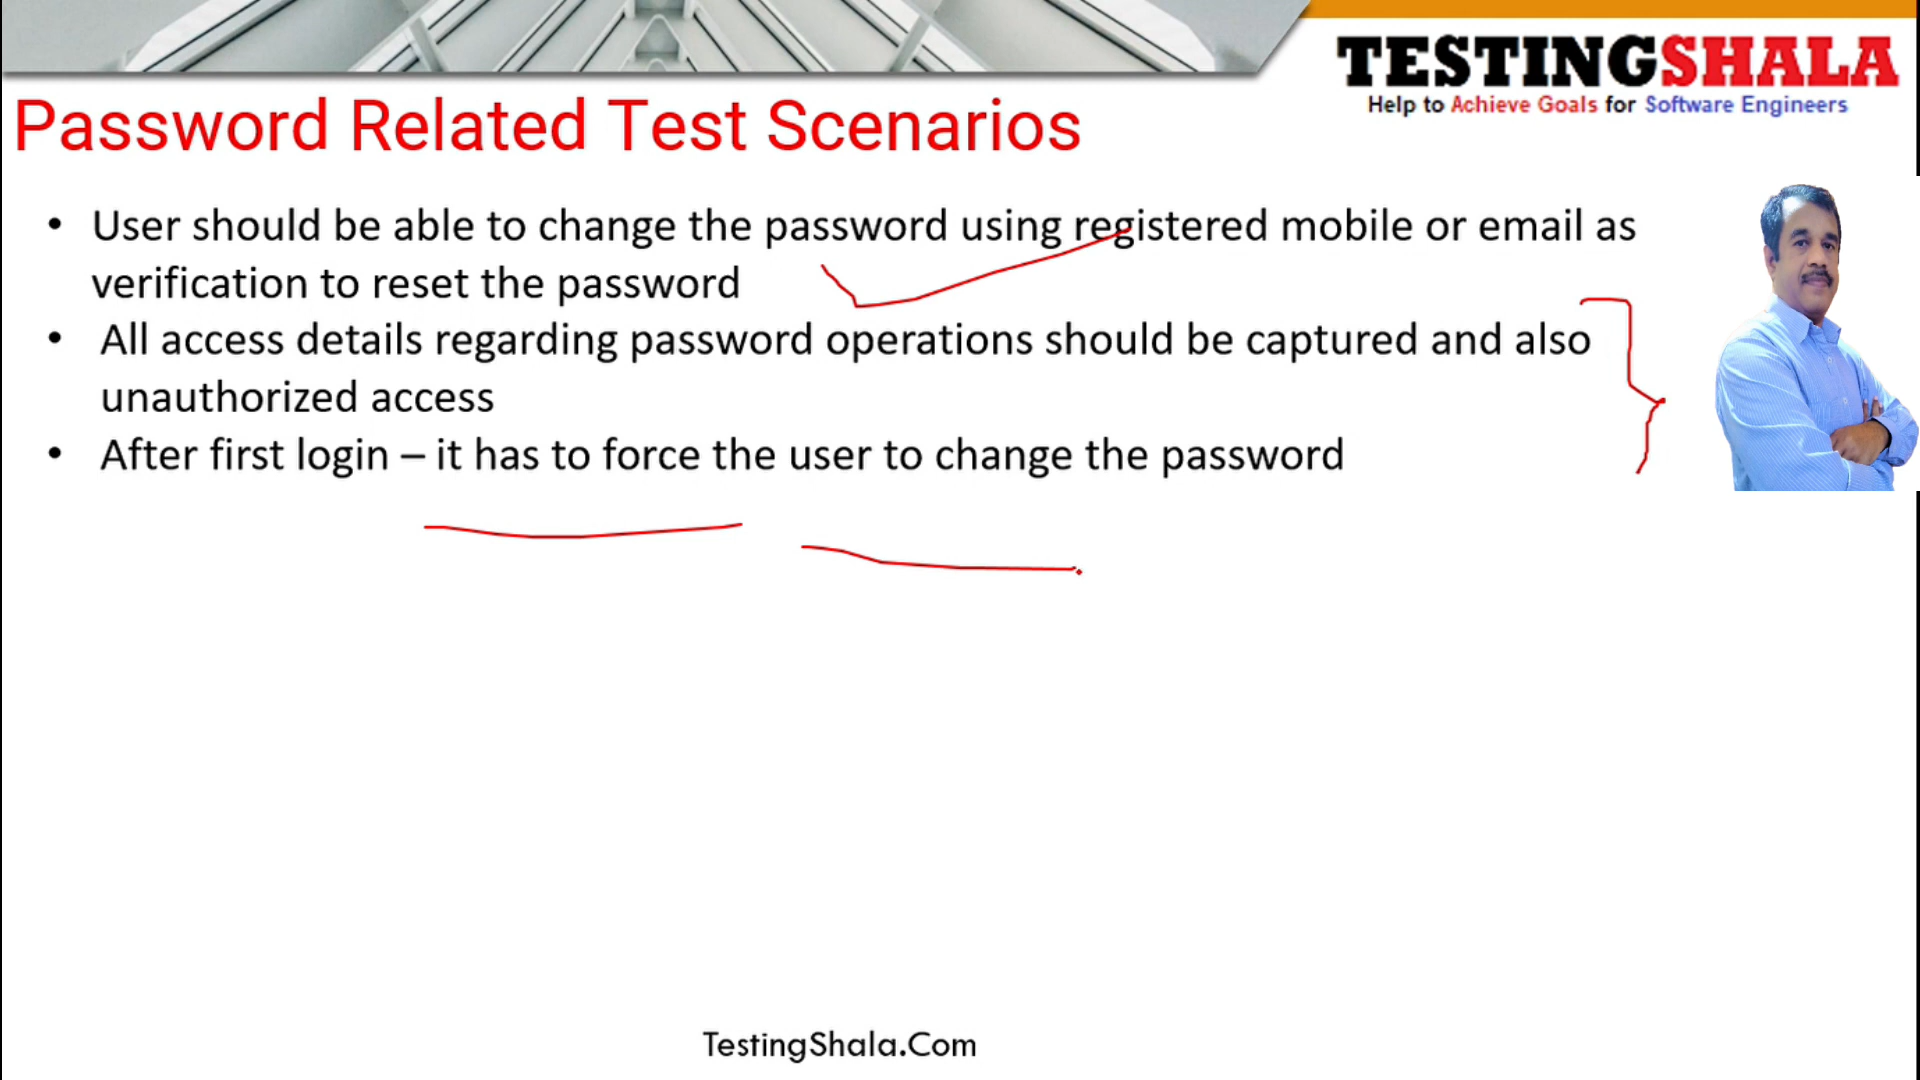 TESTINGSHALA
Help to Achieve Goals for Software Engineers
Password Related Test Scenarios
• User should be able to change the password using registered mobile or email as
verification to reset the password
• All access details regarding password operations should be captured and also
unauthorized access
• After first login – it has to force the user to change the password
TestingShala.Com